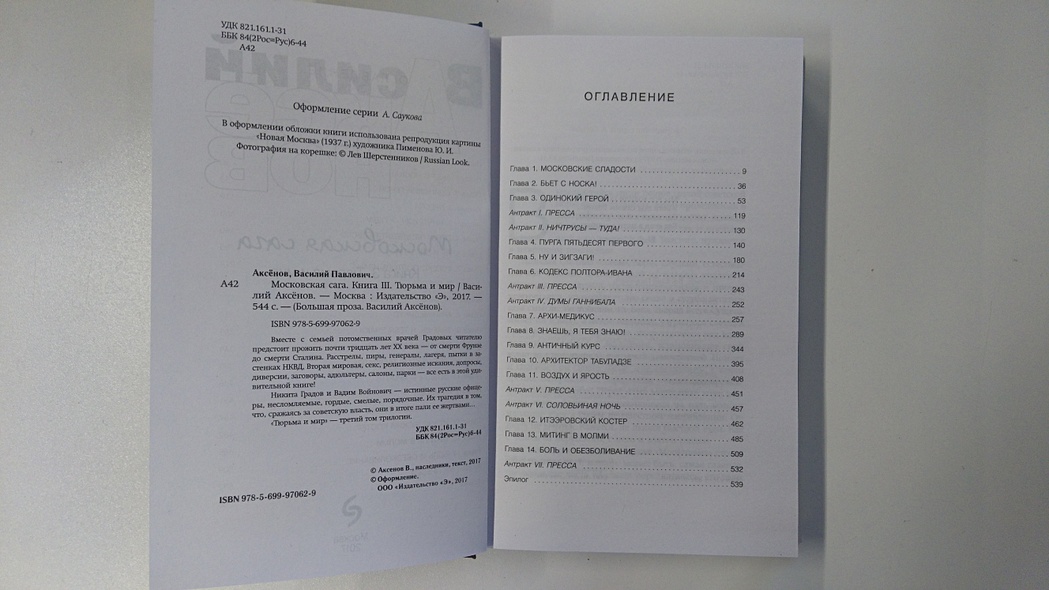 УДК 821.161.1-31
ББК 84(2Рос=Рус)6-44
А42
Оформление серии А. Саукова
В оформлении обложки книги использована репродукция картины
«Новая Москва» (1937 г.) художника Пименова Ю. И.
Фотография на корешке: © Лев Шерстенников / Russian Look.
Аксёнов, Василий Павлович.
А42 Московская сага. Книга III. Тюрьма и мир / Васи-
лий Аксёнов. — Москва : Издательство «Э», 2017. —
544 с. — (Большая проза. Василий Аксёнов).
ISBN 978-5-699-97062-9
Вместе с семьей потомственных врачей Градовых читателю
предстоит прожить почти тридцать лет XX века — от смерти Фрунзе
до смерти Сталина. Расстрелы, пиры, генералы, лагеря, пытки в за-
стенках НКВД, Вторая мировая, секс, религиозные искания, допросы,
диверсии, заговоры, адюльтеры, салоны, парки — все есть в этой уди-
вительной книге!
Никита Градов и Вадим Войнович — истинные русские офице-
ры, несломляемые, гордые, смелые, порядочные. Их трагедия в том,
что, сражаясь за советскую власть, они в итоге пали ее жертвами...
«Тюрьма и мир» — третий том трилогии.
УДК 821.161.1-31
ББК 84(2Рос=Рус)6-44
© Аксенов В., наследники, текст, 2017
© Оформление.
ООО «Издательство «Э», 2017
ISBN 978-5-699-97062-9
ОГЛАВЛЕНИЕ
Глава 1. МОСКОВСКИЕ СЛАДОСТИ 9
Глава 2. БЬЕТ С НОСКА! 36
Глава 3. ОДИНОКИЙ ГЕРОЙ 53
Антракт I. ПРЕССА 119
Антракт II. НИЧТРУСЫ — ТУДА! 130
Глава 4. ПУРГА ПЯТЬДЕСЯТ ПЕРВОГО 140
Глава 5. НУ И ЗИГЗАГИ! 180
Глава 6. КОДЕКС ПОЛТОРА-ИВАНА 214
Антракт III. ПРЕССА 243
Антракт IV. ДУМЫ ГАННИБАЛА 252
Глава 7. АРХИ-МЕДИКУС 257
Глава 8. ЗНАЕШЬ, Я ТЕБЯ ЗНАЮ! 289
Глава 9. АНТИЧНЫЙ КУРС 344
Глава 10. АРХИТЕКТОР ТАБУЛАДЗЕ 395
Глава 11. ВОЗДУХ И ЯРОСТЬ 408
Антракт V. ПРЕССА 451
Антракт VI. СОЛОВЬИНАЯ НОЧЬ 457
Глава 12. ИТЭЭРОВСКИЙ КОСТЕР 462
Глава 13. МИТИНГ В МОЛМИ 485
Глава 14. БОЛЬ И ОБЕЗБОЛИВАНИЕ 509
Антракт VII. ПРЕССА 532
Эпилог 539